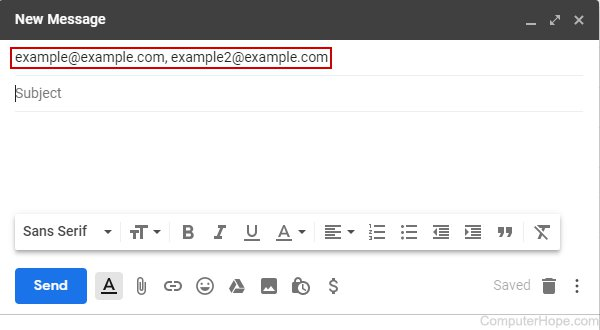 New Message
example@example.com, example2@example.com
Subject
Sans Serif
B I U A
Send A $ Saved
ComputerHope.com